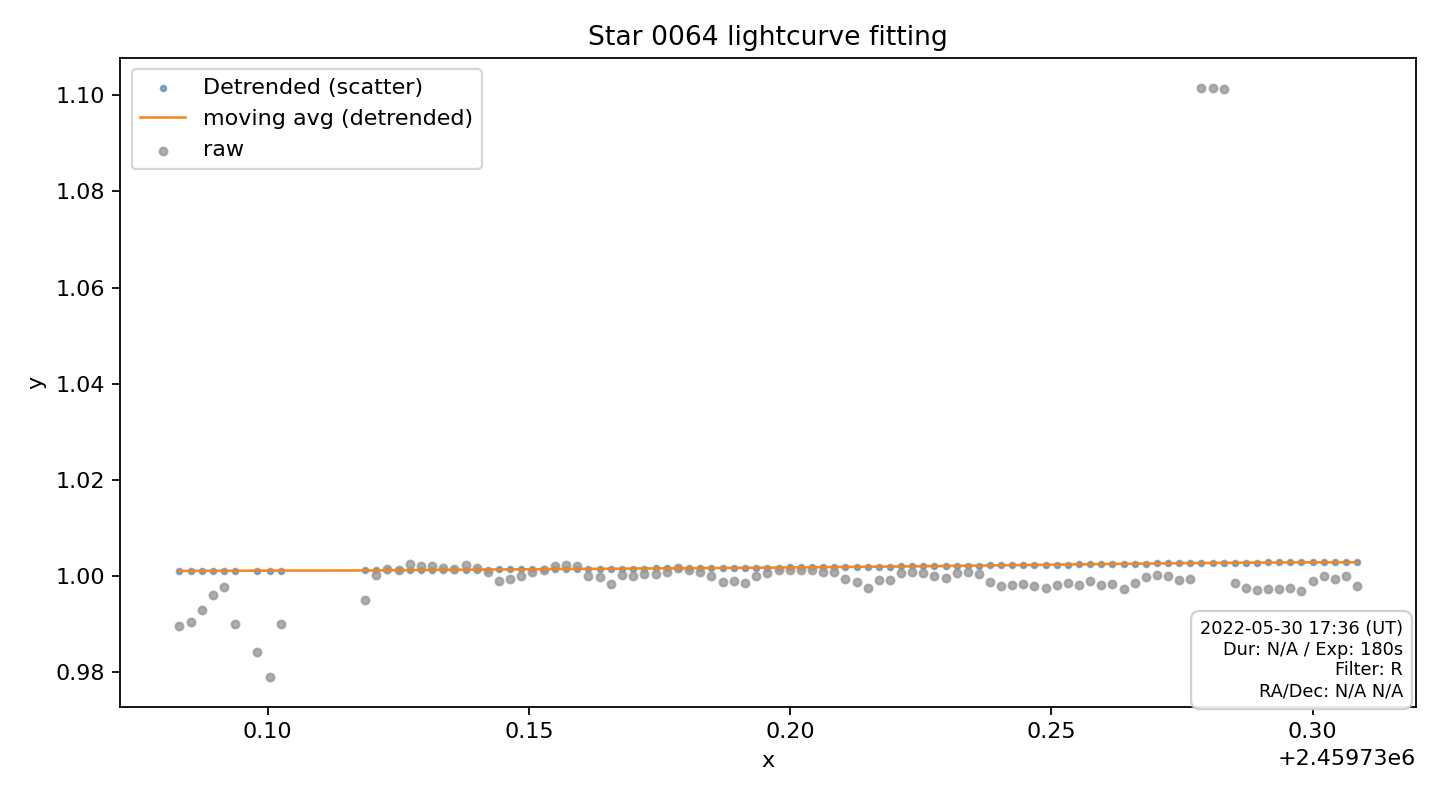 Star 0064 lightcurve fitting
Detrended (scatter)
moving avg (detrended)
raw
1.10
1.08
1.06
1.04
1.02
1.00
0.98
y
2022-05-30 17:36 (UT)
Dur: N/A / Exp: 180s
Filter: R
RA/Dec: N/A N/A
0.10 0.15 0.20 0.25 0.30
x
+2.45973e6